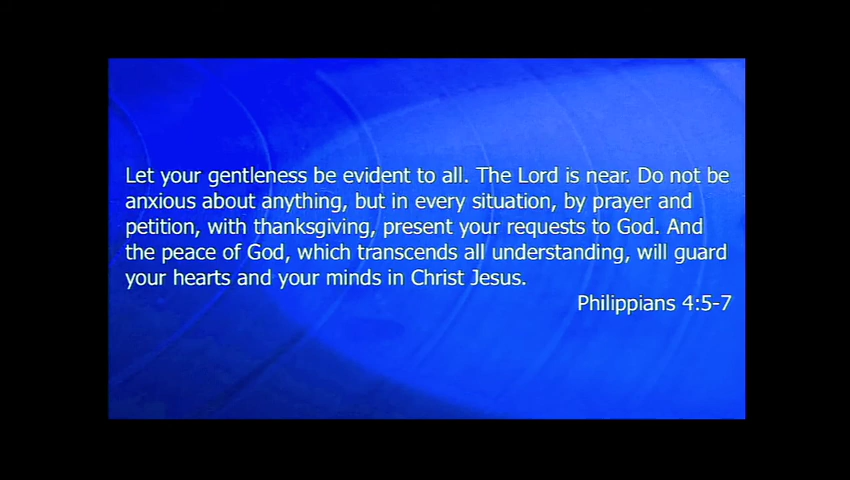 Let your gentleness be evident to all. The Lord is near. Do not be
anxious about anything, but in every situation, by prayer and
petition, with thanksgiving, present your requests to God. And
the peace of God, which transcends all understanding, will guard
your hearts and your minds in Christ Jesus.
Philippians 4:5-7